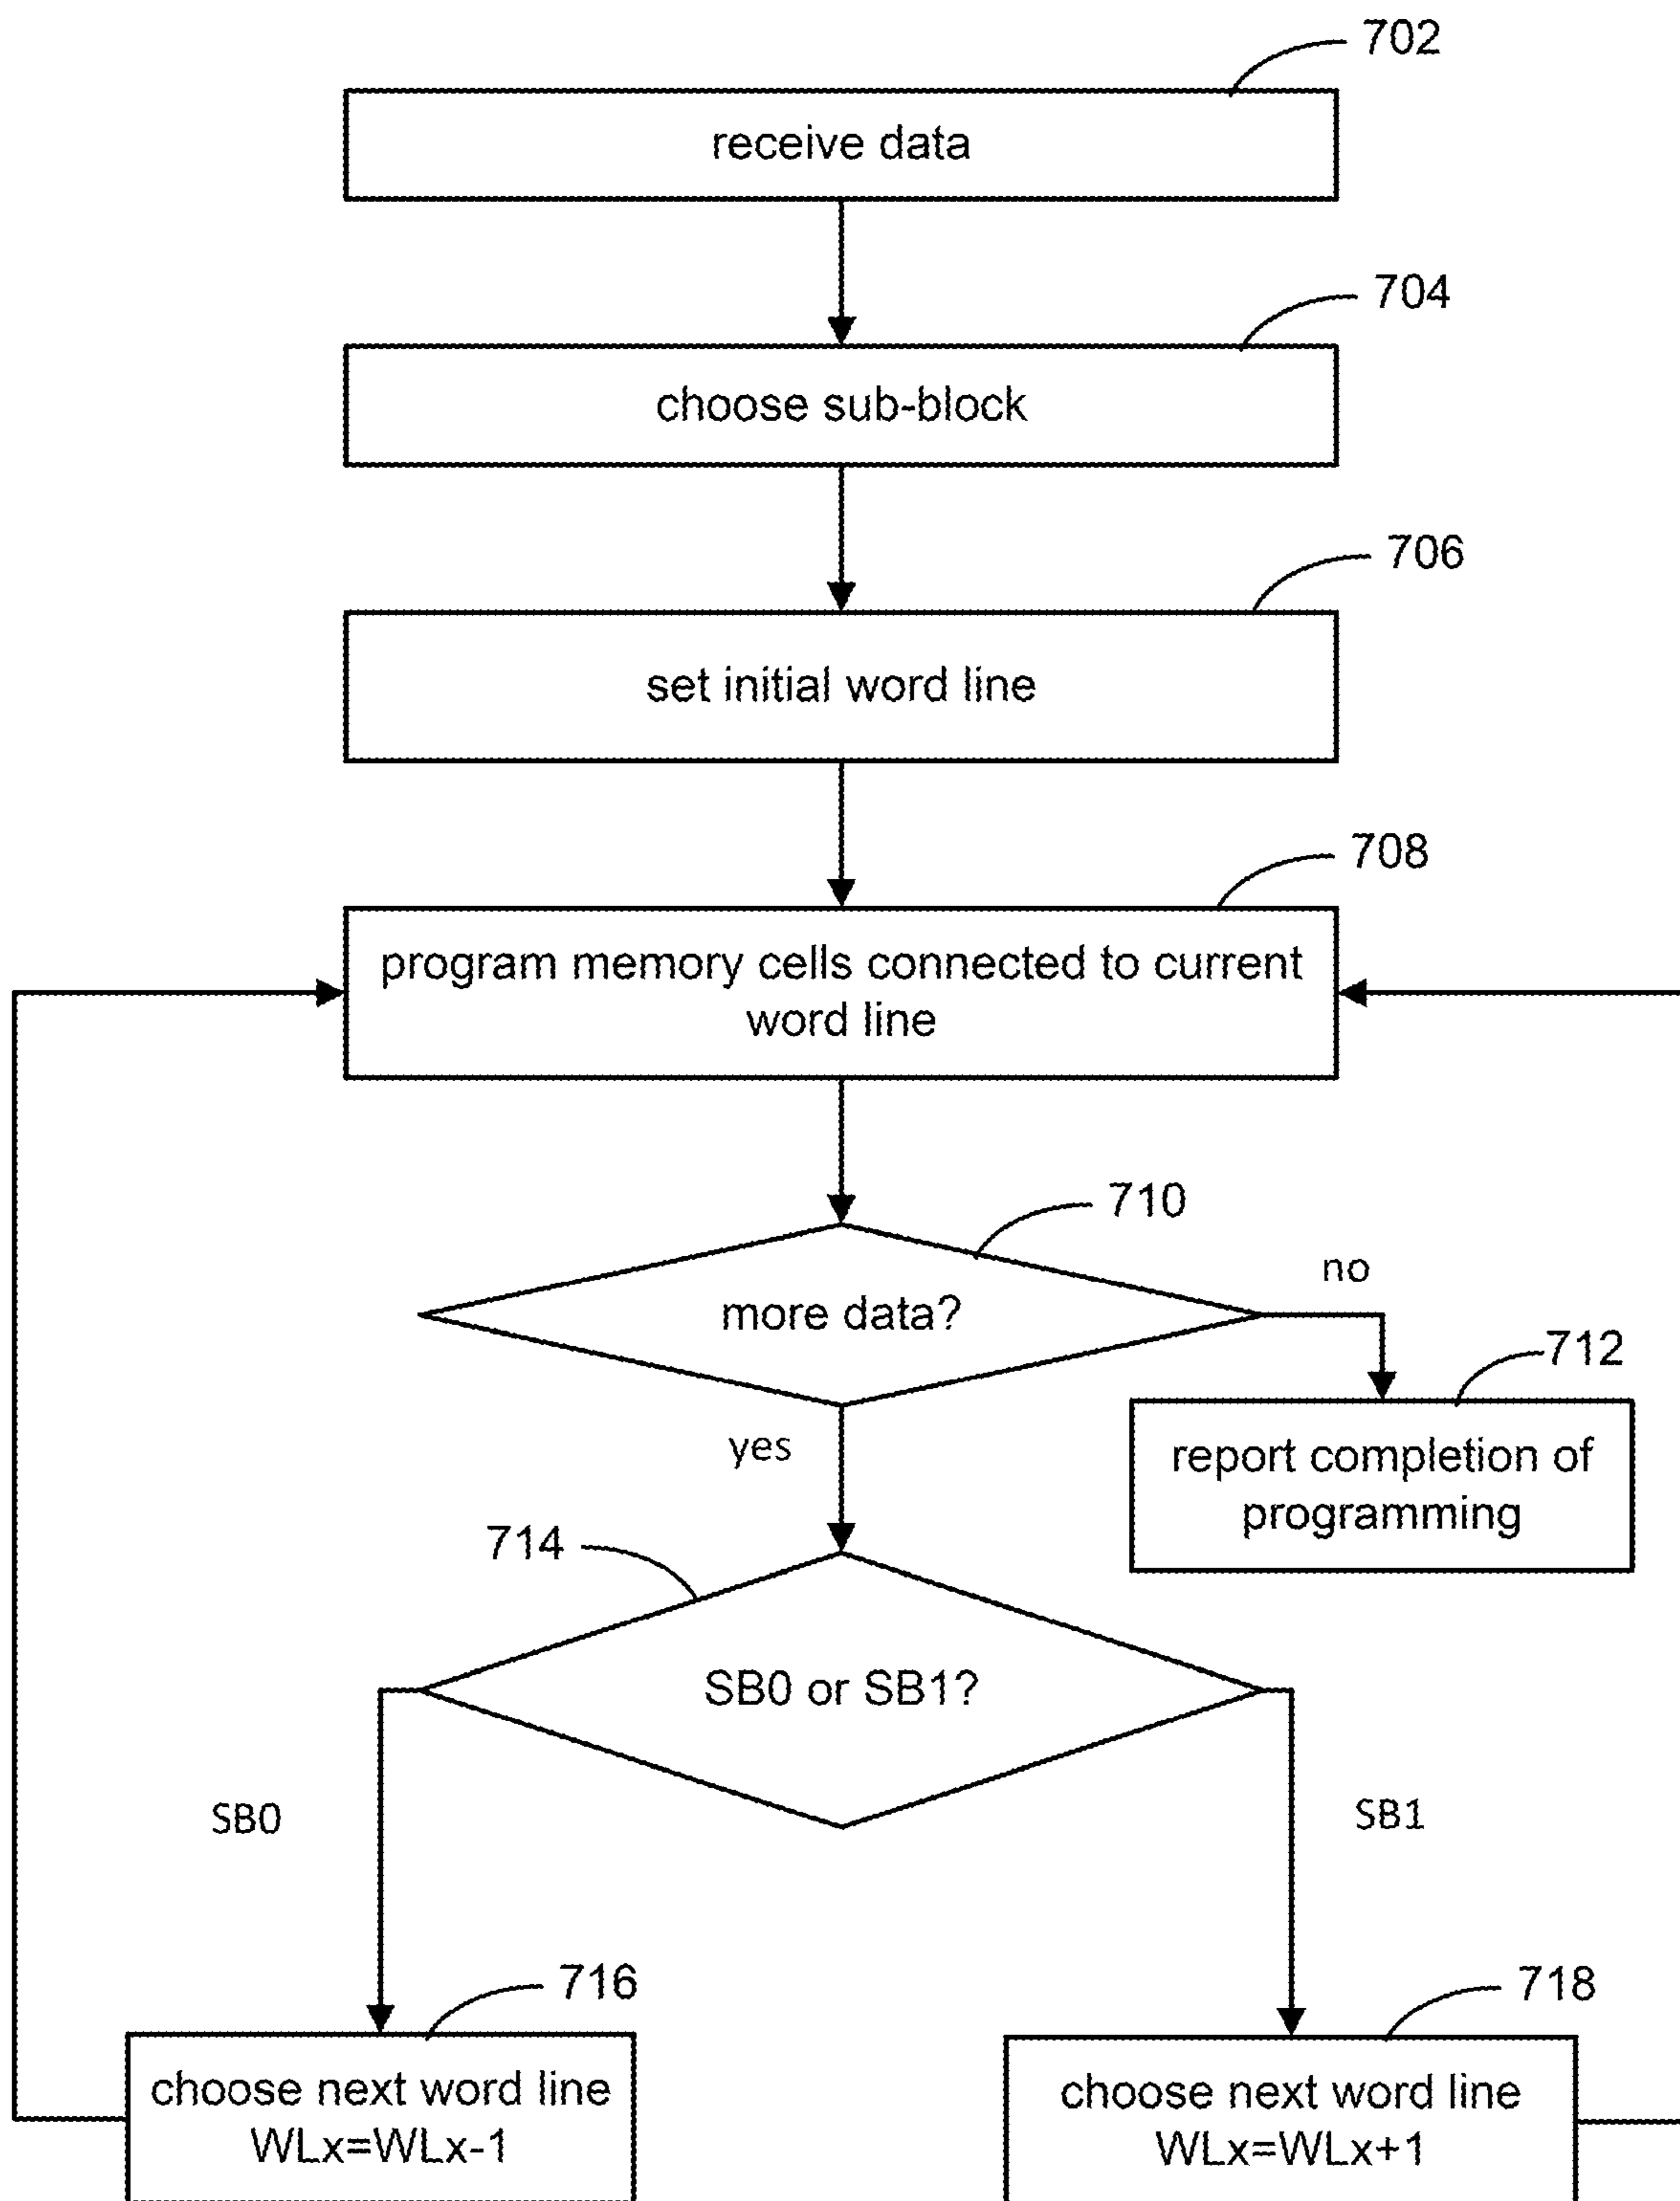 702
receive data
704
choose sub-block
706
set initial word line
708
program memory cells connected to current
word line
710
more data?
no
712
report completion of
programming
yes
714
SB0 or SB1?
SB0
SB1
716
choose next word line
WLx=WLx-1
718
choose next word line
WLx=WLx+1